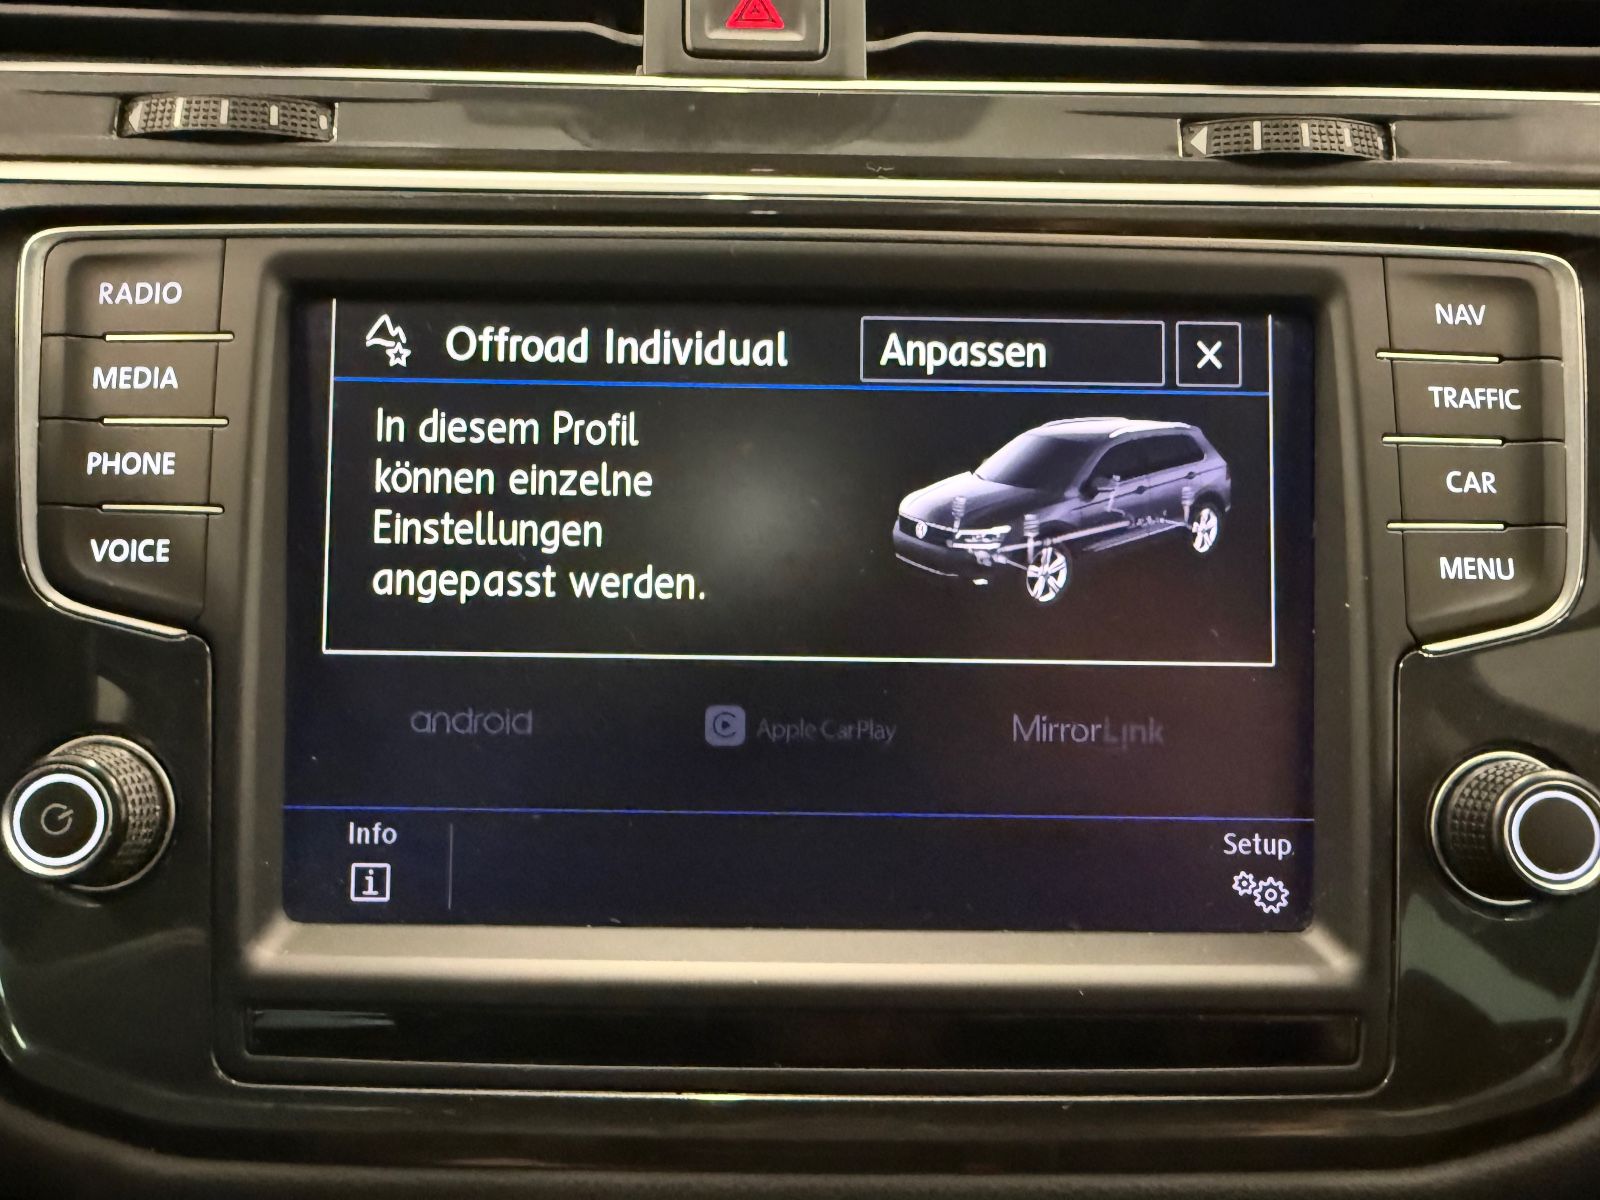 RADIO
MEDIA
PHONE
VOICE
Offroad Individual
Anpassen
In diesem Profil
können einzelne
Einstellungen
angepasst werden.
android
Apple CarPlay
MirrorLink
Info
Setup
NAV
TRAFFIC
CAR
MENU